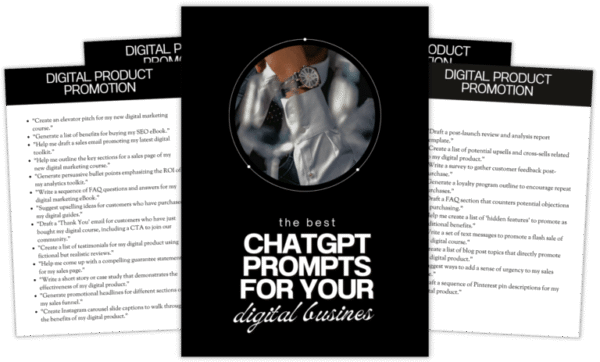 DIGITAL PRODUCT
PROMOTION
"Create an elevator pitch for my new digital marketing
course."
"Generate a list of benefits for buying my SEO eBook."
"Help me draft a sales email promoting my latest digital
toolkit."
"Help me outline the key sections for a sales page of my
new digital marketing course."
"Generate persuasive bullet points emphasizing the ROI of
my analytics toolkit."
"Write a sequence of FAQ questions and answers for my
digital marketing eBook."
"Suggest upselling ideas for customers who have purchase
my digital guides."
"Draft a 'Thank You' email for customers who have just
bought my digital course, including a CTA to join our
community."
"Create a list of testimonials for my digital product using
fictional but realistic reviews."
"Help me come up with a compelling guarantee statement
for my sales page."
"Write a short story or case study that demonstrates the
effectiveness of my digital product."
"Generate promotional headlines for different sections o
my sales funnel."
"Create Instagram carousel slide captions to walk throug
the benefits of my digital product."
DIGITAL PRODUCT
the best
CHATGPT
PROMPTS
FOR YOUR
digital busines
PRODUCT
DIGITAL PRODUCT
PROMOTION
Draft a post-launch review and analysis report
emplate."
Create a list of potential upsells and cross-sells related
o my digital product."
Write a survey to gather customer feedback post-
urchase."
Generate a loyalty program outline to encourage repeat
urchases."
Draft a FAQ section that counters potential objections
purchasing."
Help me create a list of 'hidden features' to promote as
ditional benefits."
rite a set of text messages to promote a flash sale of
digital course."
rate a list of blog post topics that directly promote
digital product."
ggest ways to add a sense of urgency to my sales
ft a sequence of Pinterest pin descriptions for my
product."